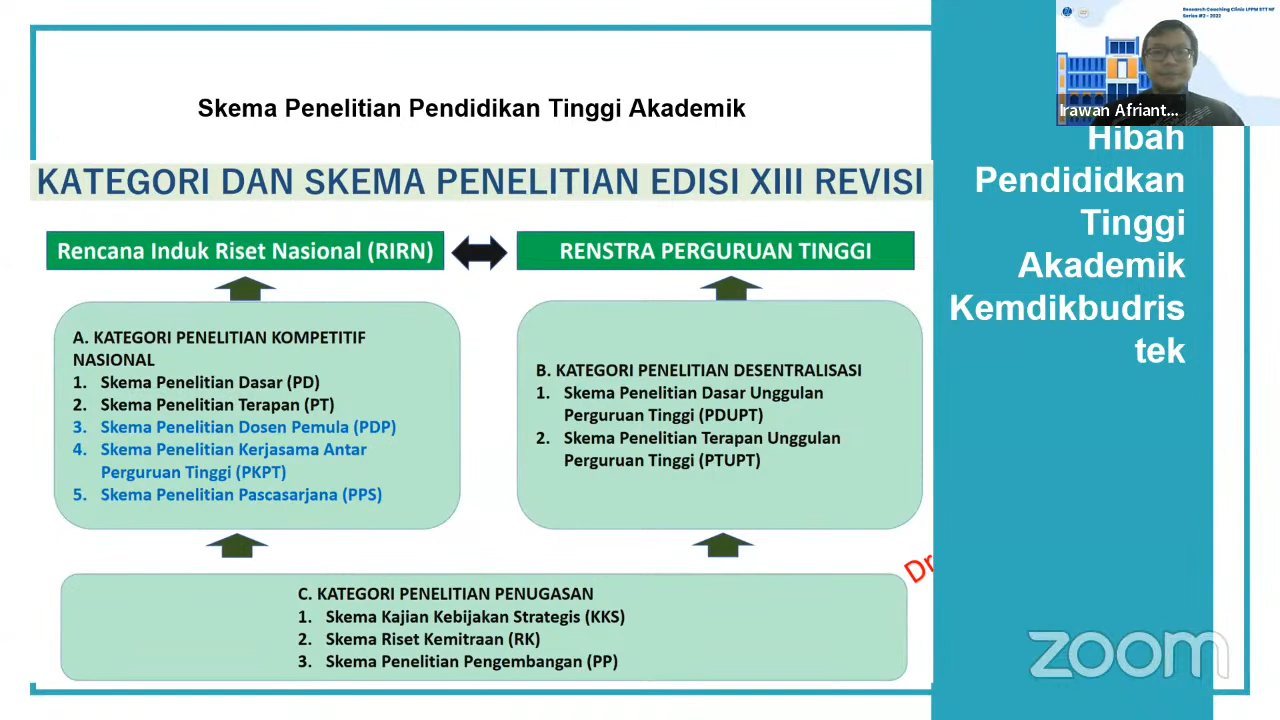 Research Coaching Clinic LPPM STT NF
Series #2 - 2022
Irawan Afriant...
Skema Penelitian Pendidikan Tinggi Akademik
Hibah
Pendididkan
Tinggi
Akademik
Kemdikbudris
tek
KATEGORI DAN SKEMA PENELITIAN EDISI XIII REVISI
Rencana Induk Riset Nasional (RIRN)
RENSTRA PERGURUAN TINGGI
A. KATEGORI PENELITIAN KOMPETITIF
NASIONAL
1. Skema Penelitian Dasar (PD)
2. Skema Penelitian Terapan (PT)
3. Skema Penelitian Dosen Pemula (PDP)
4. Skema Penelitian Kerjasama Antar
Perguruan Tinggi (PKPT)
5. Skema Penelitian Pascasarjana (PPS)
B. KATEGORI PENELITIAN DESENTRALISASI
1. Skema Penelitian Dasar Unggulan
Perguruan Tinggi (PDUPT)
2. Skema Penelitian Terapan Unggulan
Perguruan Tinggi (PTUPT)
Dr
C. KATEGORI PENELITIAN PENUGASAN
1. Skema Kajian Kebijakan Strategis (KKS)
2. Skema Riset Kemitraan (RK)
3. Skema Penelitian Pengembangan (PP)
zoom